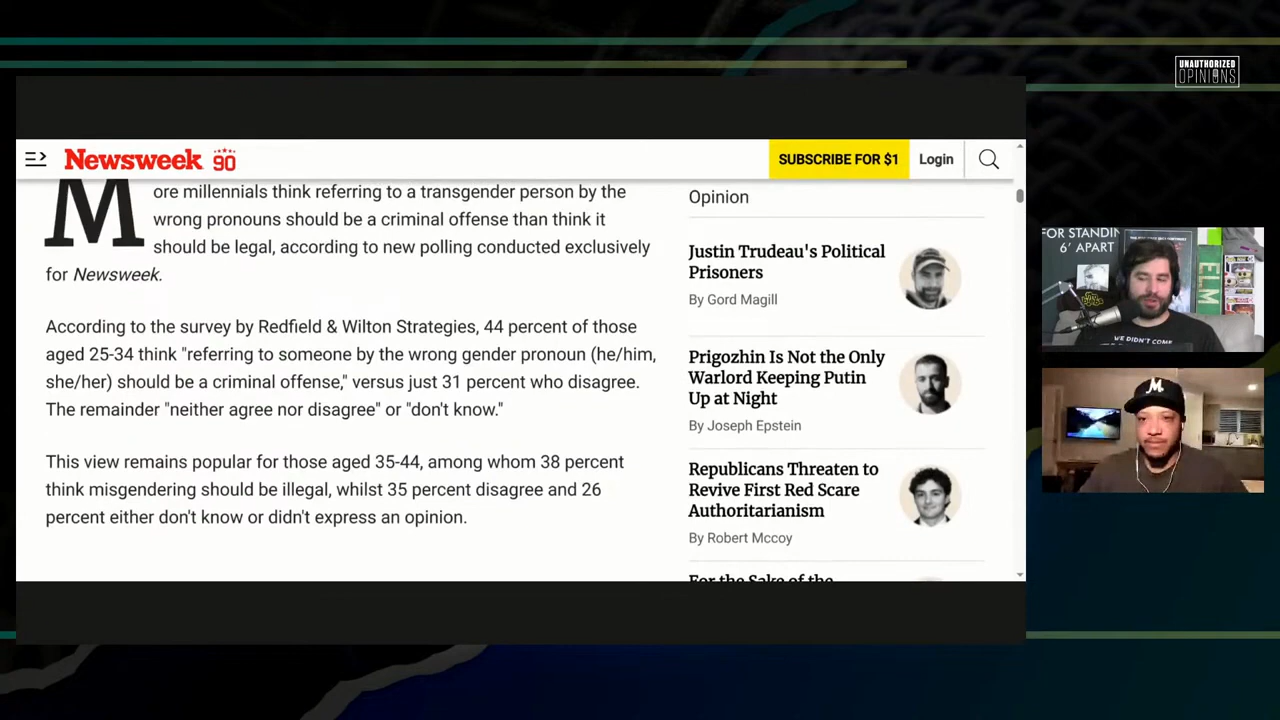 UNAUTHORIZED
OPINIONS
Newsweek 90
SUBSCRIBE FOR $1
Login
More millennials think referring to a transgender person by the
wrong pronouns should be a criminal offense than think it
should be legal, according to new polling conducted exclusively
for Newsweek.
According to the survey by Redfield & Wilton Strategies, 44 percent of those
aged 25-34 think "referring to someone by the wrong gender pronoun (he/him,
she/her) should be a criminal offense," versus just 31 percent who disagree.
The remainder "neither agree nor disagree" or "don't know."
This view remains popular for those aged 35-44, among whom 38 percent
think misgendering should be illegal, whilst 35 percent disagree and 26
percent either don't know or didn't express an opinion.
Opinion
Justin Trudeau's Political
Prisoners
By Gord Magill
Prigozhin Is Not the Only
Warlord Keeping Putin
Up at Night
By Joseph Epstein
Republicans Threaten to
Revive First Red Scare
Authoritarianism
By Robert Mccoy
For the Sake of the
FOR STANDING
6' APART
ELM
WE DIDN'T COME
M